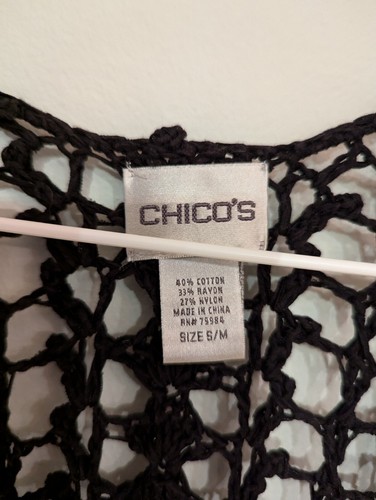 CHICO'S
40% COTTON
33% RAYON
27% NYLON
MADE IN CHINA
RN# 75984
SIZE S/M